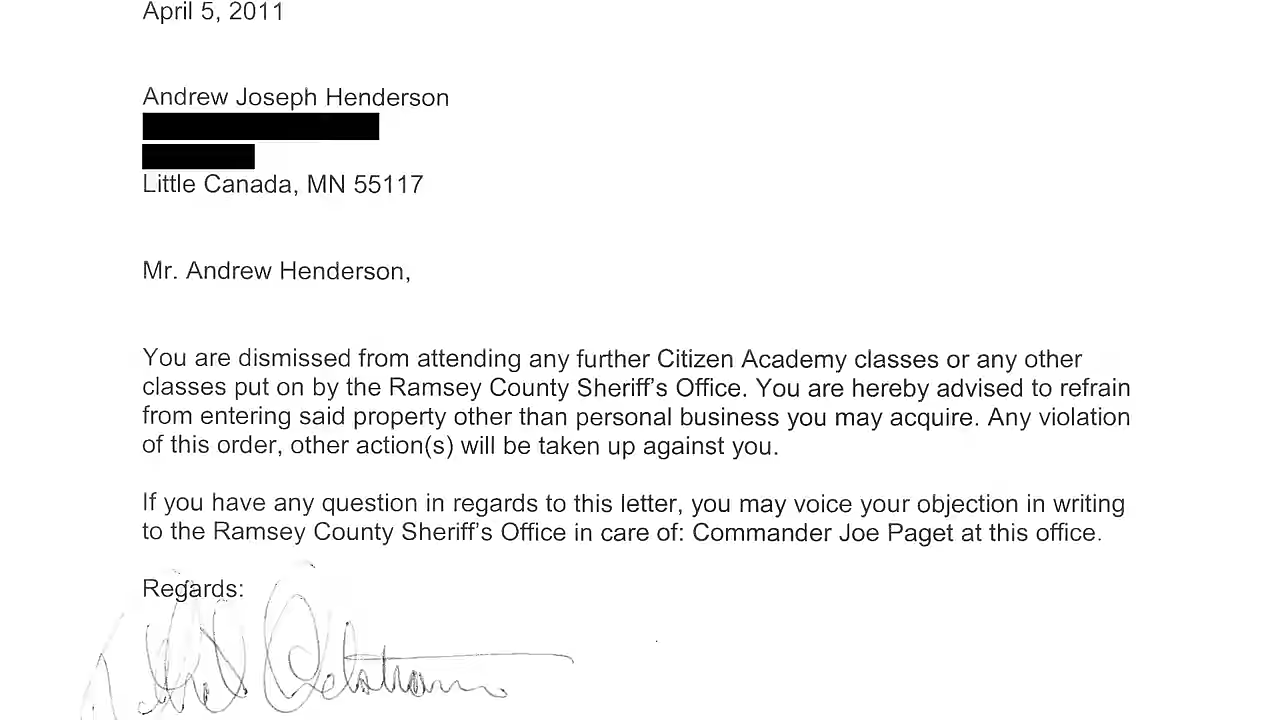 April 5, 2011
Andrew Joseph Henderson
Little Canada, MN 55117
Mr. Andrew Henderson,
You are dismissed from attending any further Citizen Academy classes or any other
classes put on by the Ramsey County Sheriff's Office. You are hereby advised to refrain
from entering said property other than personal business you may acquire. Any violation
of this order, other action(s) will be taken up against you.
If you have any question in regards to this letter, you may voice your objection in writing
to the Ramsey County Sheriff's Office in care of: Commander Joe Paget at this office.
Regards: